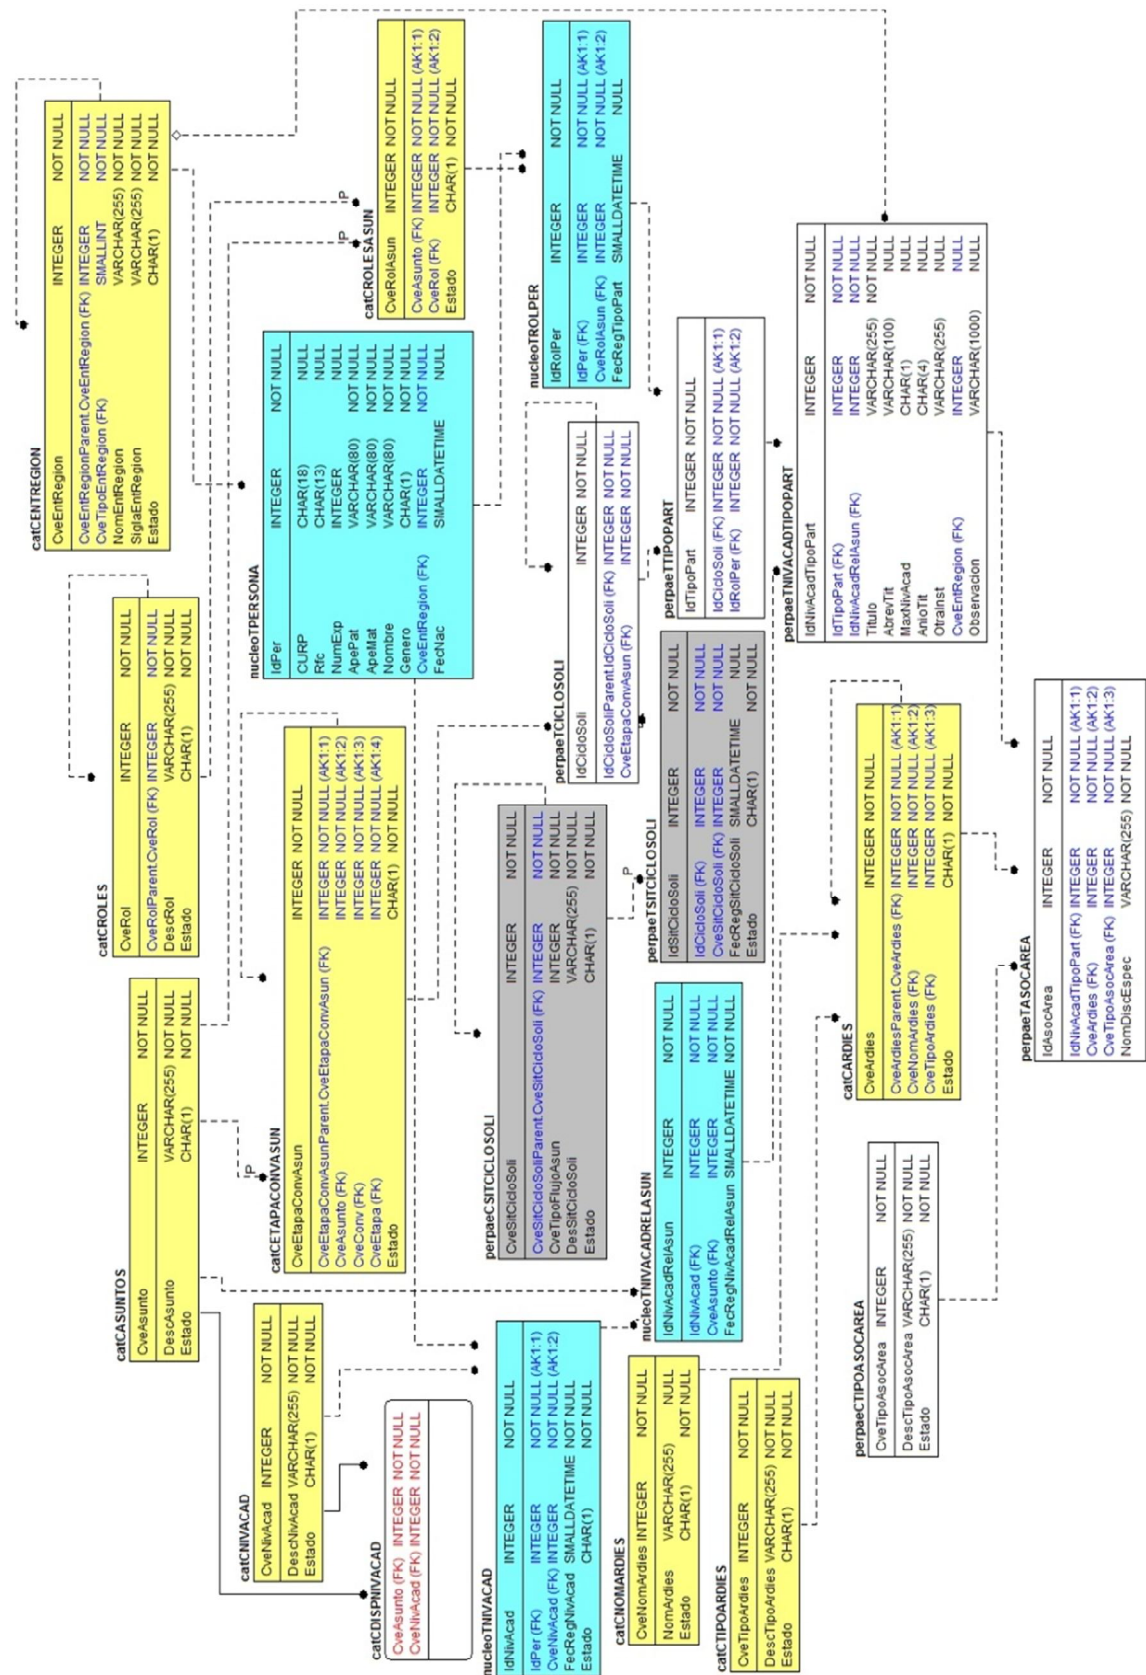 catCENTREGION
CveEntRegion INTEGER NOT NULL
CveEntRegionParent.CveEntRegion (FK) INTEGER NOT NULL
CveTipoEntRegion (FK) SMALLINT NOT NULL
NomEntRegion VARCHAR(255) NOT NULL
SiglaEntRegion VARCHAR(255) NOT NULL
Estado CHAR(1) NOT NULL
catCROLES
CveRol INTEGER NOT NULL
CveRolParent.CveRol (FK) INTEGER NOT NULL
DescRol VARCHAR(255) NOT NULL
Estado CHAR(1) NOT NULL
catCASUNTOS
CveAsunto INTEGER NOT NULL
DescAsunto VARCHAR(255) NOT NULL
Estado CHAR(1) NOT NULL
catCNIVACAD
CveNivAcad INTEGER NOT NULL
DescNivAcad VARCHAR(255) NOT NULL
Estado CHAR(1) NOT NULL
catCDISPNIVACAD
CveAsunto (FK) INTEGER NOT NULL
CveNivAcad (FK) INTEGER NOT NULL
catCETAPACONVASUN
CveEtapaConvAsun INTEGER NOT NULL
CveEtapaConvAsunParent.CveEtapaConvAsun (FK) INTEGER NOT NULL (AK1:1)
CveAsunto (FK) INTEGER NOT NULL (AK1:2)
CveConv (FK) INTEGER NOT NULL (AK1:3)
CveEtapa (FK) INTEGER NOT NULL (AK1:4)
Estado CHAR(1) NOT NULL
P
nucleoTPERSONA
IdPer INTEGER NOT NULL
CURP CHAR(18) NULL
Rfc CHAR(13) NULL
NumExp INTEGER NULL
ApePat VARCHAR(80) NOT NULL
ApeMat VARCHAR(80) NOT NULL
Nombre VARCHAR(80) NOT NULL
Genero CHAR(1) NOT NULL
CveEntRegion (FK) INTEGER NOT NULL
FecNac SMALLDATETIME NULL
P
P
catCROLESASUN
CveRolAsun INTEGER NOT NULL
CveAsunto (FK) INTEGER NOT NULL (AK1:1)
CveRol (FK) INTEGER NOT NULL (AK1:2)
Estado CHAR(1) NOT NULL
nucleoTNIVACAD
IdNivAcad INTEGER NOT NULL
IdPer (FK) INTEGER NOT NULL (AK1:1)
CveNivAcad (FK) INTEGER NOT NULL (AK1:2)
FecRegNivAcad SMALLDATETIME NOT NULL
Estado CHAR(1) NOT NULL
perpaeCSITCICLOSOLI
CveSitCicloSoli INTEGER NOT NULL
CveSitCicloSoliParent.CveSitCicloSoli (FK) INTEGER NOT NULL
CveTipoFlujoAsun INTEGER NOT NULL
DesSitCicloSoli VARCHAR(255) NOT NULL
Estado CHAR(1) NOT NULL
perpaeTCICLOSOLI
IdCicloSoli INTEGER NOT NULL
IdCicloSoliParent.IdCicloSoli (FK) INTEGER NOT NULL
CveEtapaConvAsun (FK) INTEGER NOT NULL
nucleoTROLPER
IdRolPer INTEGER NOT NULL
IdPer (FK) INTEGER NOT NULL (AK1:1)
CveRolAsun (FK) INTEGER NOT NULL (AK1:2)
FecRegTipoPart SMALLDATETIME NULL
catCNOMARDIES
CveNomArdies INTEGER NOT NULL
NomArdies VARCHAR(255) NULL
Estado CHAR(1) NOT NULL
nucleoTNIVACADRELASUN
IdNivAcadRelAsun INTEGER NOT NULL
IdNivAcad (FK) INTEGER NOT NULL
CveAsunto (FK) INTEGER NOT NULL
FecRegNivAcadRelAsun SMALLDATETIME NOT NULL
P
perpaeTSITCICLOSOLI
IdSitCicloSoli INTEGER NOT NULL
IdCicloSoli (FK) INTEGER NOT NULL
CveSitCicloSoli (FK) INTEGER NOT NULL
FecRegSitCicloSoli SMALLDATETIME NULL
Estado CHAR(1) NOT NULL
perpaeTTIPOPART
IdTipoPart INTEGER NOT NULL
IdCicloSoli (FK) INTEGER NOT NULL (AK1:1)
IdRolPer (FK) INTEGER NOT NULL (AK1:2)
catCTIPOARDIES
CveTipoArdies INTEGER NOT NULL
DescTipoArdies VARCHAR(255) NOT NULL
Estado CHAR(1) NOT NULL
catCARDIES
CveArdies INTEGER NOT NULL
CveArdiesParent.CveArdies (FK) INTEGER NOT NULL (AK1:1)
CveNomArdies (FK) INTEGER NOT NULL (AK1:2)
CveTipoArdies (FK) INTEGER NOT NULL (AK1:3)
Estado CHAR(1) NOT NULL
perpaeTNIVACADTIPOPART
IdNivAcadTipoPart INTEGER NOT NULL
IdTipoPart (FK) INTEGER NOT NULL
IdNivAcadRelAsun (FK) INTEGER NOT NULL
Titulo VARCHAR(255) NOT NULL
AbrevTit VARCHAR(100) NULL
MaxNivAcad CHAR(1) NULL
AnioTit CHAR(4) NULL
OtraInst VARCHAR(255) NULL
CveEntRegion (FK) INTEGER NULL
Observacion VARCHAR(1000) NULL
perpaeCTIPOASOCAREA
CveTipoAsocArea INTEGER NOT NULL
DescTipoAsocArea VARCHAR(255) NOT NULL
Estado CHAR(1) NOT NULL
perpaeTASOCAREA
IdAsocArea INTEGER NOT NULL
IdNivAcadTipoPart (FK) INTEGER NOT NULL (AK1:1)
CveArdies (FK) INTEGER NOT NULL (AK1:2)
CveTipoAsocArea (FK) INTEGER NOT NULL (AK1:3)
NomDiscEspec VARCHAR(255) NOT NULL